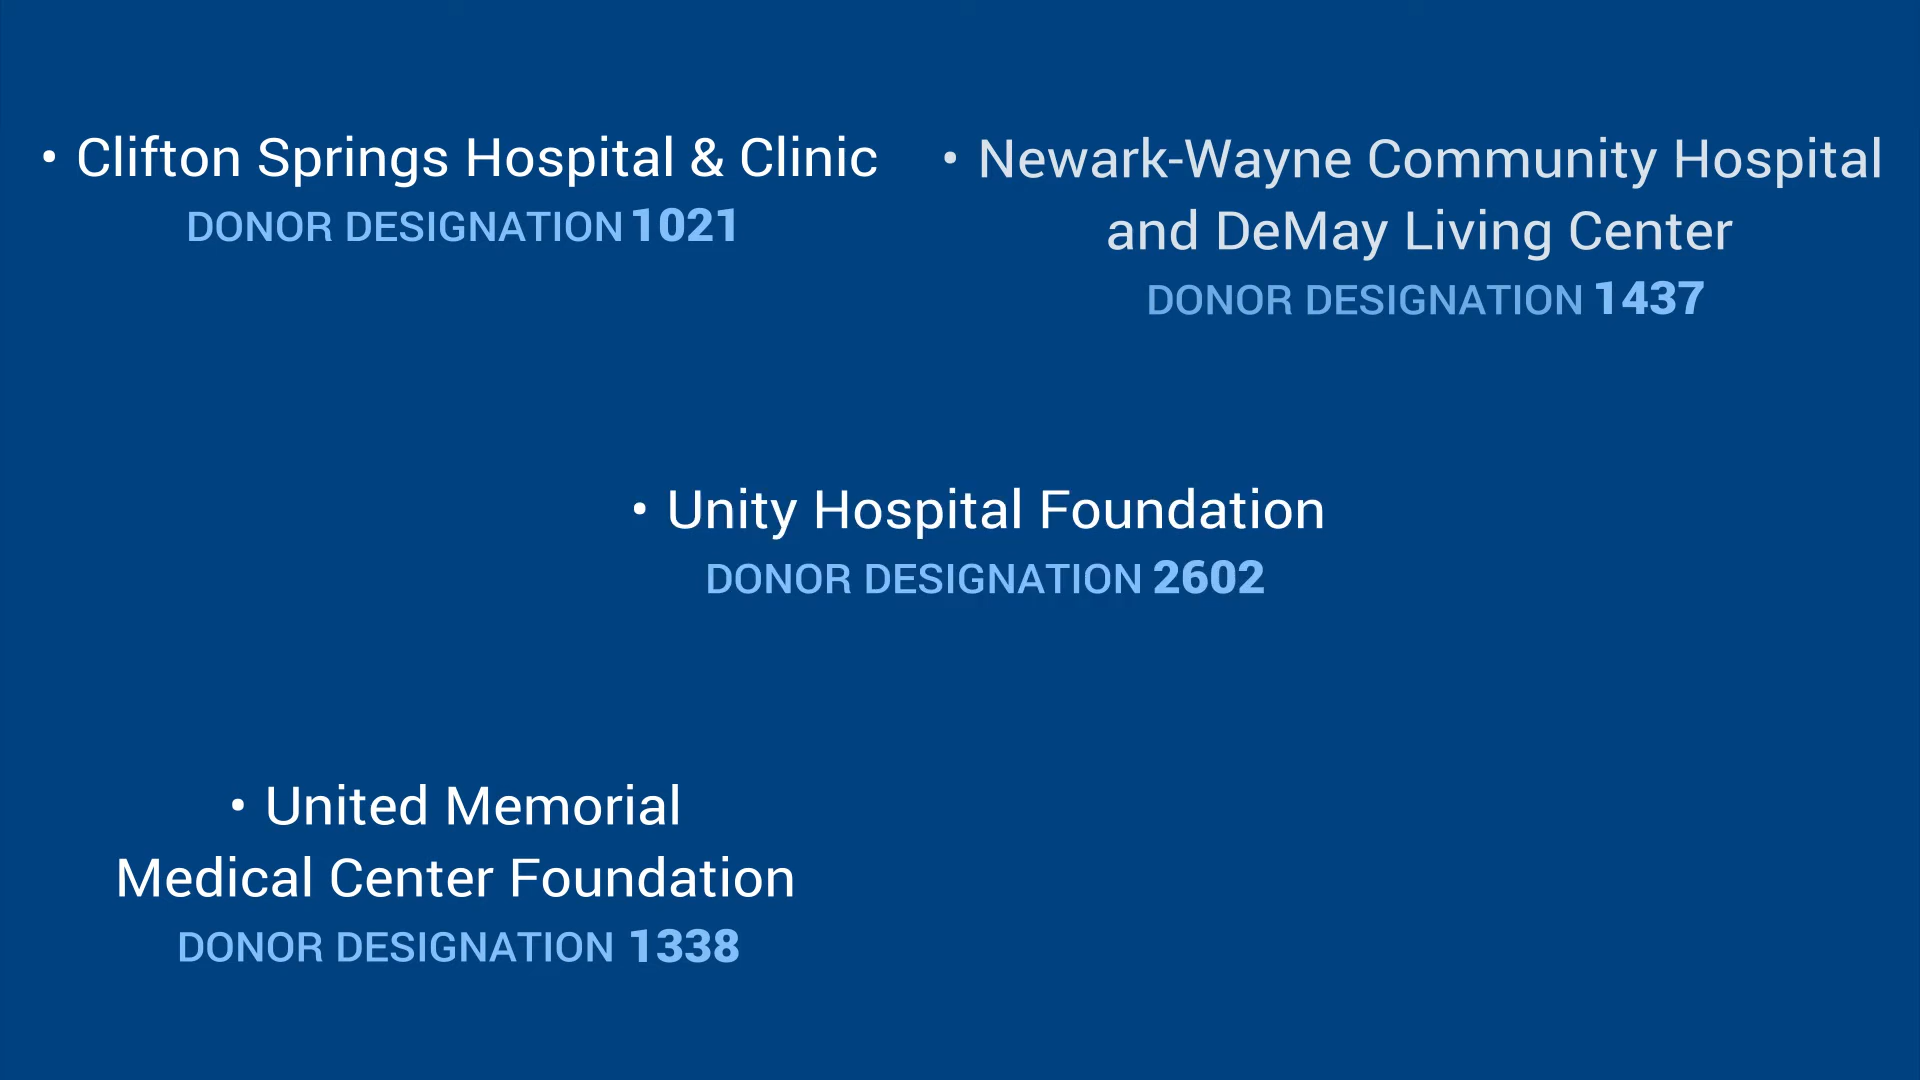 • Clifton Springs Hospital & Clinic
DONOR DESIGNATION 1021
• Newark-Wayne Community Hospital
and DeMay Living Center
DONOR DESIGNATION 1437
• Unity Hospital Foundation
DONOR DESIGNATION 2602
• United Memorial
Medical Center Foundation
DONOR DESIGNATION 1338